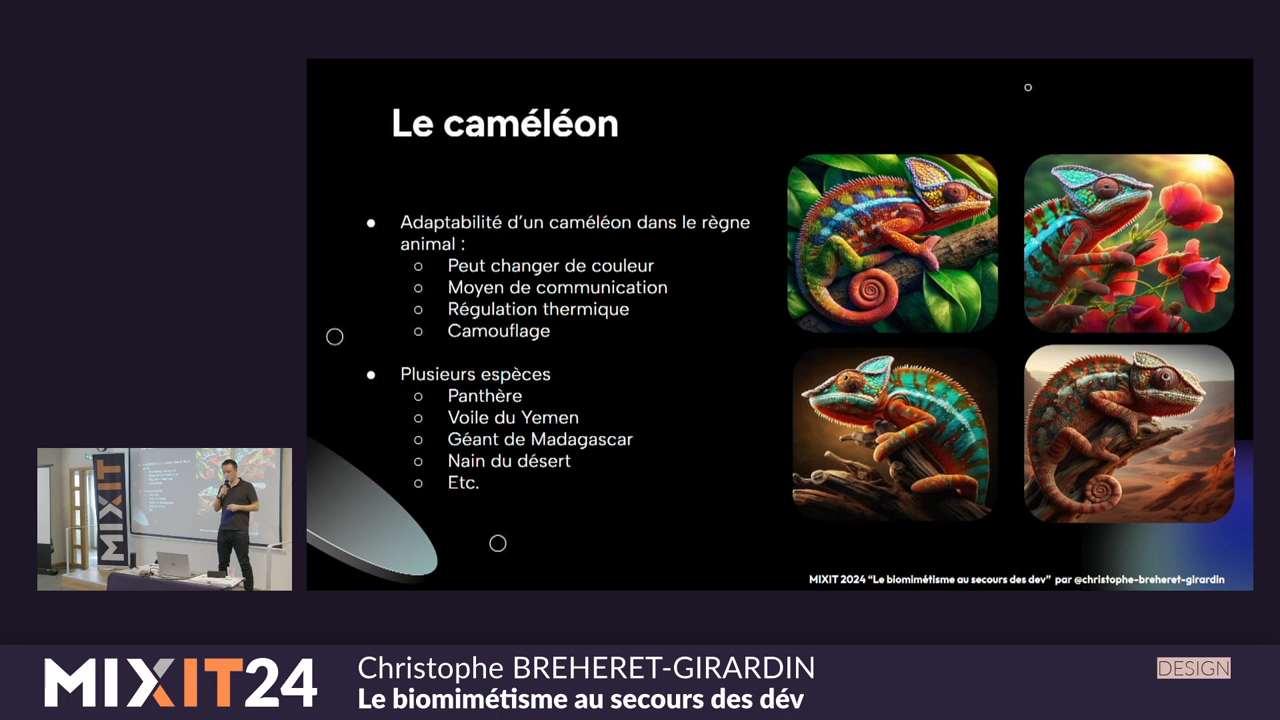 Le caméléon
● Adaptabilité d’un caméléon dans le règne
animal :
○ Peut changer de couleur
○ Moyen de communication
○ Régulation thermique
○ Camouflage
● Plusieurs espèces
○ Panthère
○ Voile du Yemen
○ Géant de Madagascar
○ Nain du désert
○ Etc.
MIXIT 2024 “Le biomimétisme au secours des dev” par @christophe-breheret-girardin
MIXIT
MIXIT24
Christophe BREHERET-GIRARDIN
Le biomimétisme au secours des dév
DESIGN